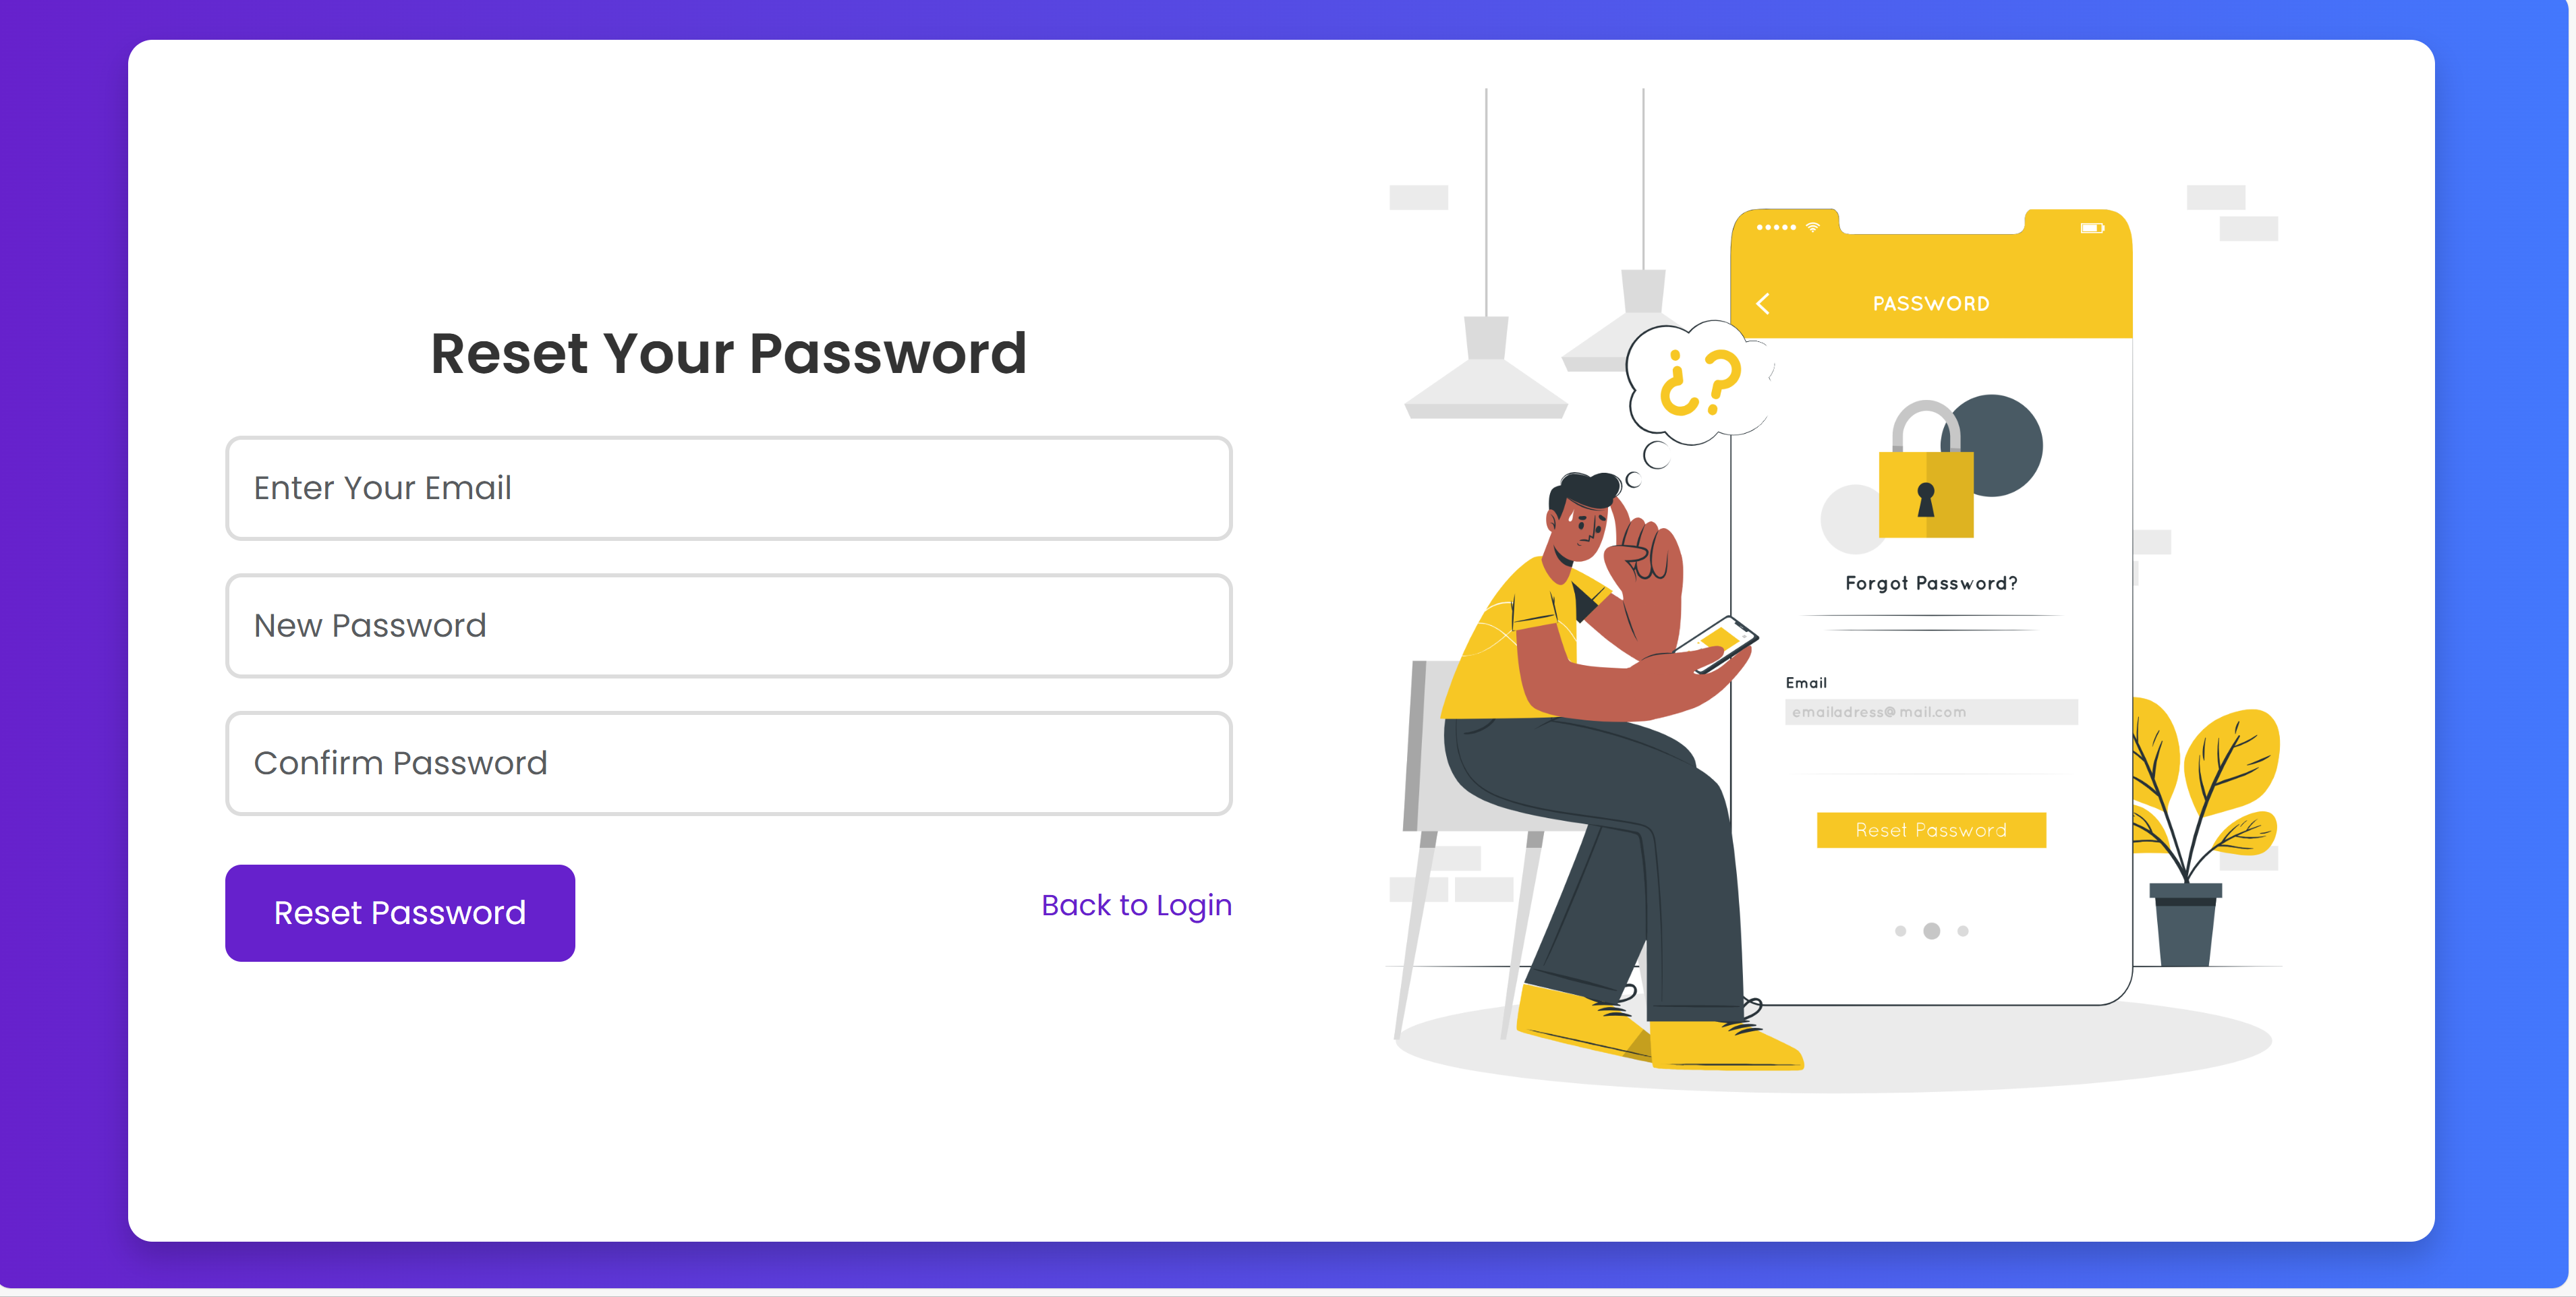 Reset Your Password
Enter Your Email
New Password
Confirm Password
Reset Password
Back to Login
PASSWORD
¿?
Forgot Password?
Email
emailadress@mail.com
Reset Password